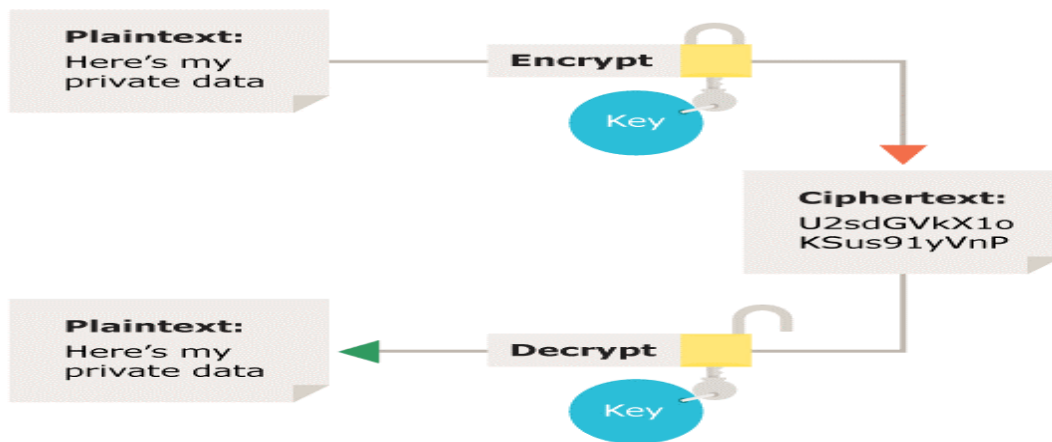 Plaintext:
Here's my
private data
Encrypt
Key
Ciphertext:
U2sdGVkX1o
KSus91yVnP
Plaintext:
Here's my
private data
Decrypt
Key